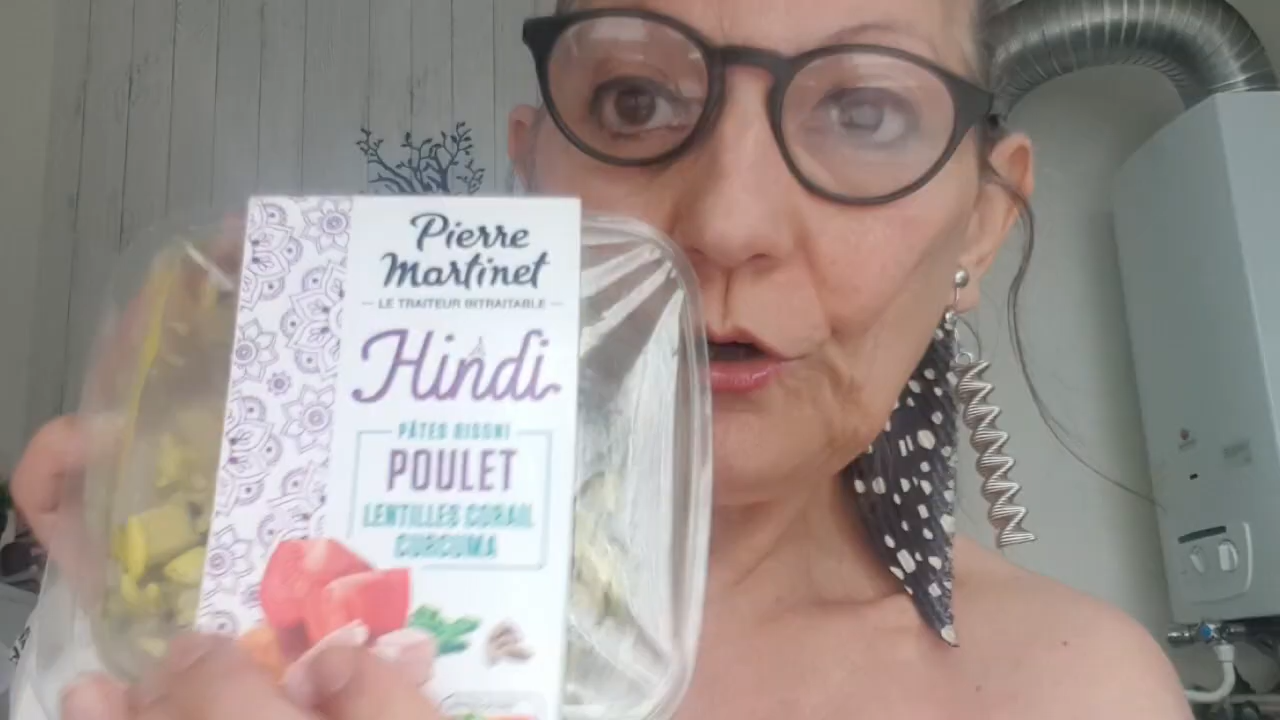 Pierre
Martinet
LE TRAITEUR INTRAITABLE
Hindi
PÂTES RISONI
POULET
LENTILLES CORAIL
CURCUMA